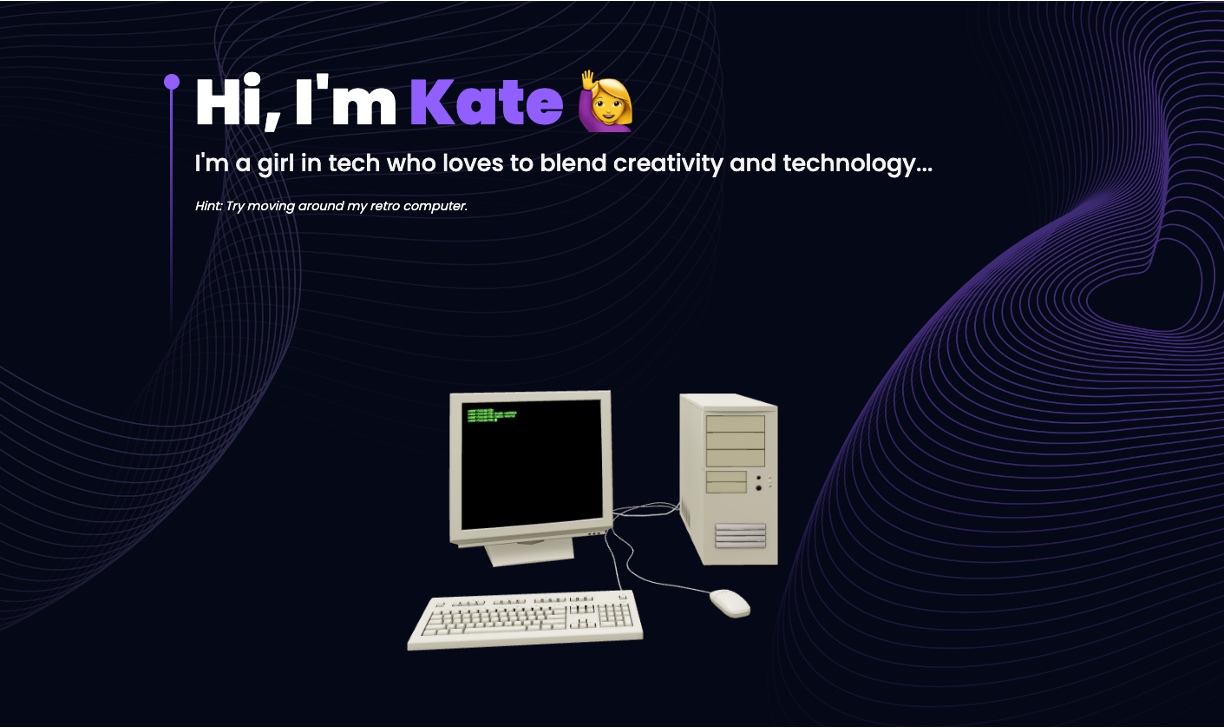 Hi, I'm Kate 🙋‍♀️
I'm a girl in tech who loves to blend creativity and technology...
Hint: Try moving around my retro computer.